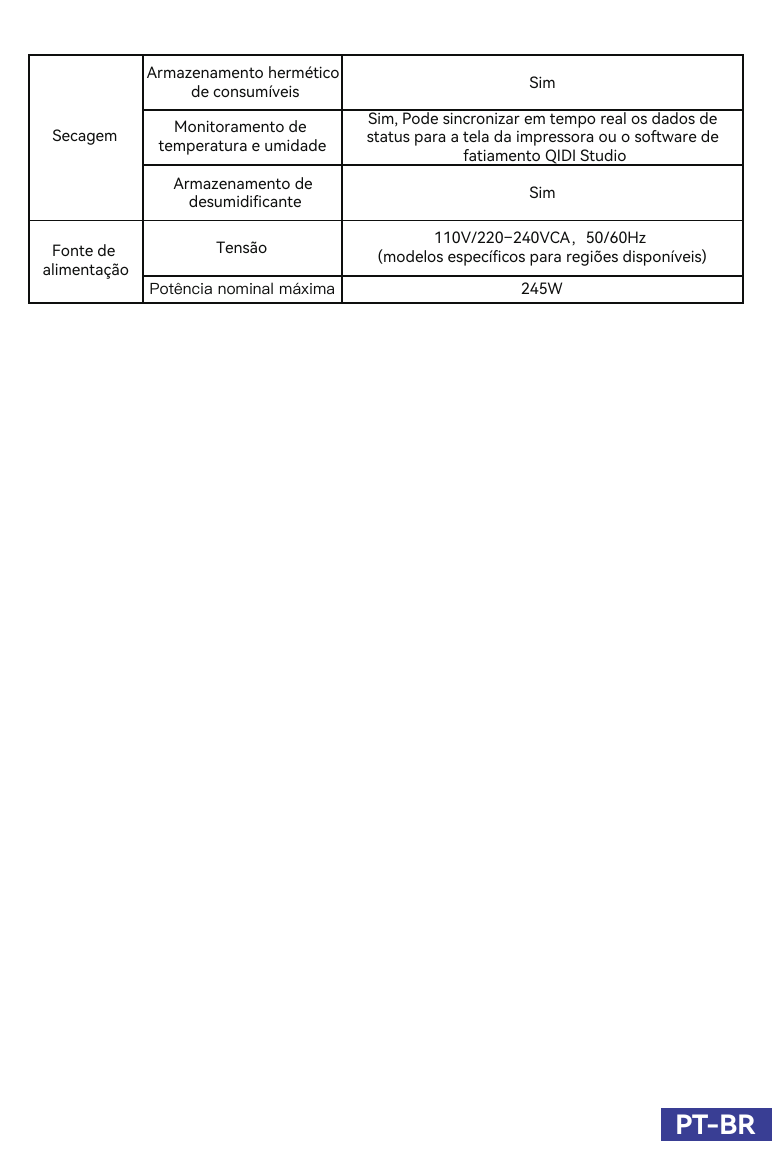 Secagem
Armazenamento hermético
de consumíveis
Sim
Monitoramento de
temperatura e umidade
Sim, Pode sincronizar em tempo real os dados de
status para a tela da impressora ou o software de
fatiamento QIDI Studio
Armazenamento de
desumidificante
Sim
Fonte de
alimentação
Tensão
110V/220–240VCA，50/60Hz
(modelos específicos para regiões disponíveis)
Potência nominal máxima
245W
PT-BR